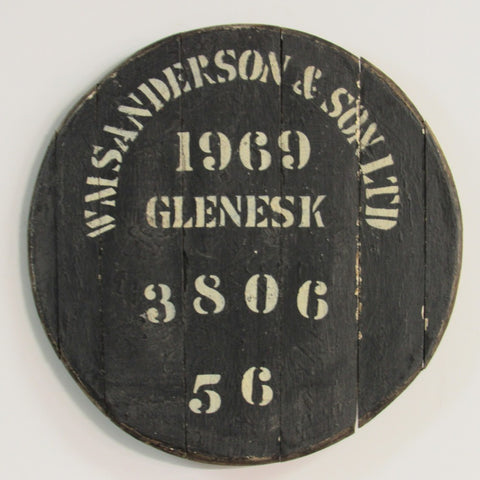 WM SANDERSON & SON LTD
1969
GLENESK
3806
56